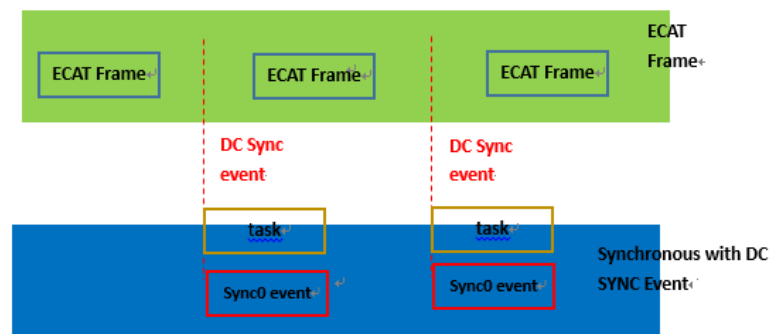 ECAT
Frame
ECAT Frame
ECAT Frame
ECAT Frame
DC Sync
event
DC Sync
event
task
task
Synchronous with DC
SYNC Event
Sync0 event
Sync0 event